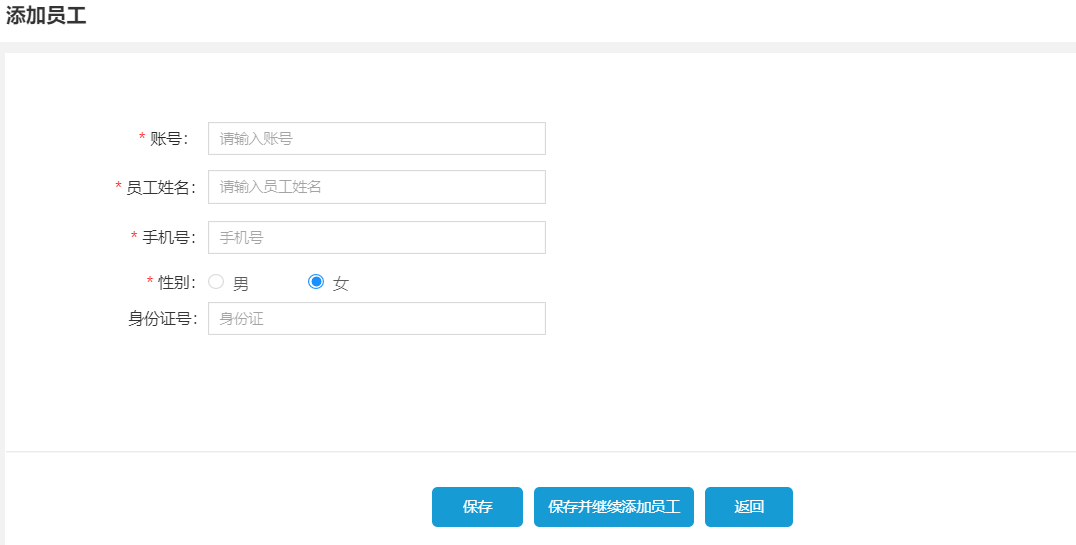 添加员工
* 账号： 请输入账号
* 员工姓名： 请输入员工姓名
* 手机号： 手机号
* 性别： 男 女
身份证号： 身份证
保存 保存并继续添加员工 返回